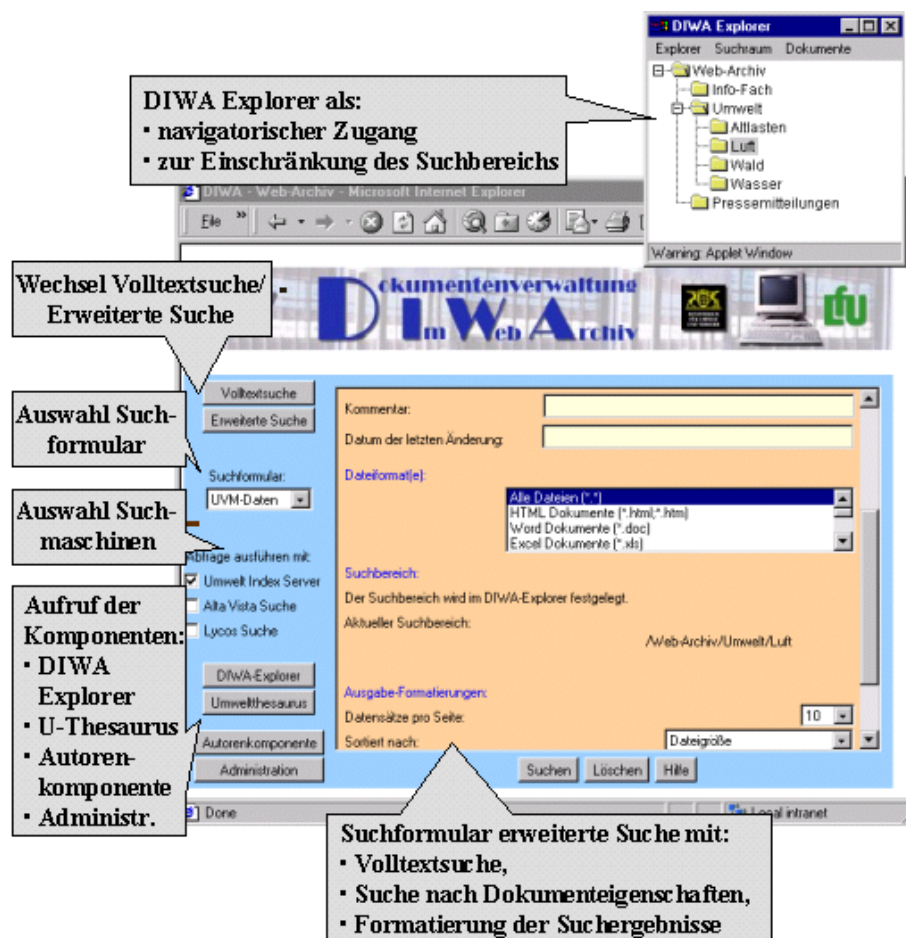 DIWA Explorer
Explorer Suchraum Dokumente
Web-Archiv
Info-Fach
Umwelt
Altlasten
Luft
Wald
Wasser
Pressemitteilungen
Warning: Applet Window
DIWA Explorer als:
· navigatorischer Zugang
· zur Einschränkung des Suchbereichs
DIWA - Web-Archiv - Microsoft Internet Explorer
File »
Wechsel Volltextsuche/
Erweiterte Suche
Dokumentenverwaltung
Im Web Archiv
lfu
Auswahl Such-
formular
Auswahl Such-
maschinen
Aufruf der
Komponenten:
· DIWA
Explorer
· U-Thesaurus
· Autoren-
komponente
· Administr.
Volltextsuche
Erweiterte Suche
Suchformular:
UVM-Daten
Abfrage ausführen mit:
Umwelt Index Server
Alta Vista Suche
Lycos Suche
DIWA-Explorer
Umweltthesaurus
Autorenkomponente
Administration
Kommentar:
Datum der letzten Änderung:
Dateiformat(e):
Alle Dateien (*.*)
HTML Dokumente (*.html;*.htm)
Word Dokumente (*.doc)
Excel Dokumente (*.xls)
Suchbereich:
Der Suchbereich wird im DIWA-Explorer festgelegt.
Aktueller Suchbereich:
/Web-Archiv/Umwelt/Luft
Ausgabe-Formatierungen:
Datensätze pro Seite: 10
Sortiert nach: Dateigröße
Suchen Löschen Hilfe
Done
Local intranet
Suchformular erweiterte Suche mit:
· Volltextsuche,
· Suche nach Dokumenteigenschaften,
· Formatierung der Suchergebnisse